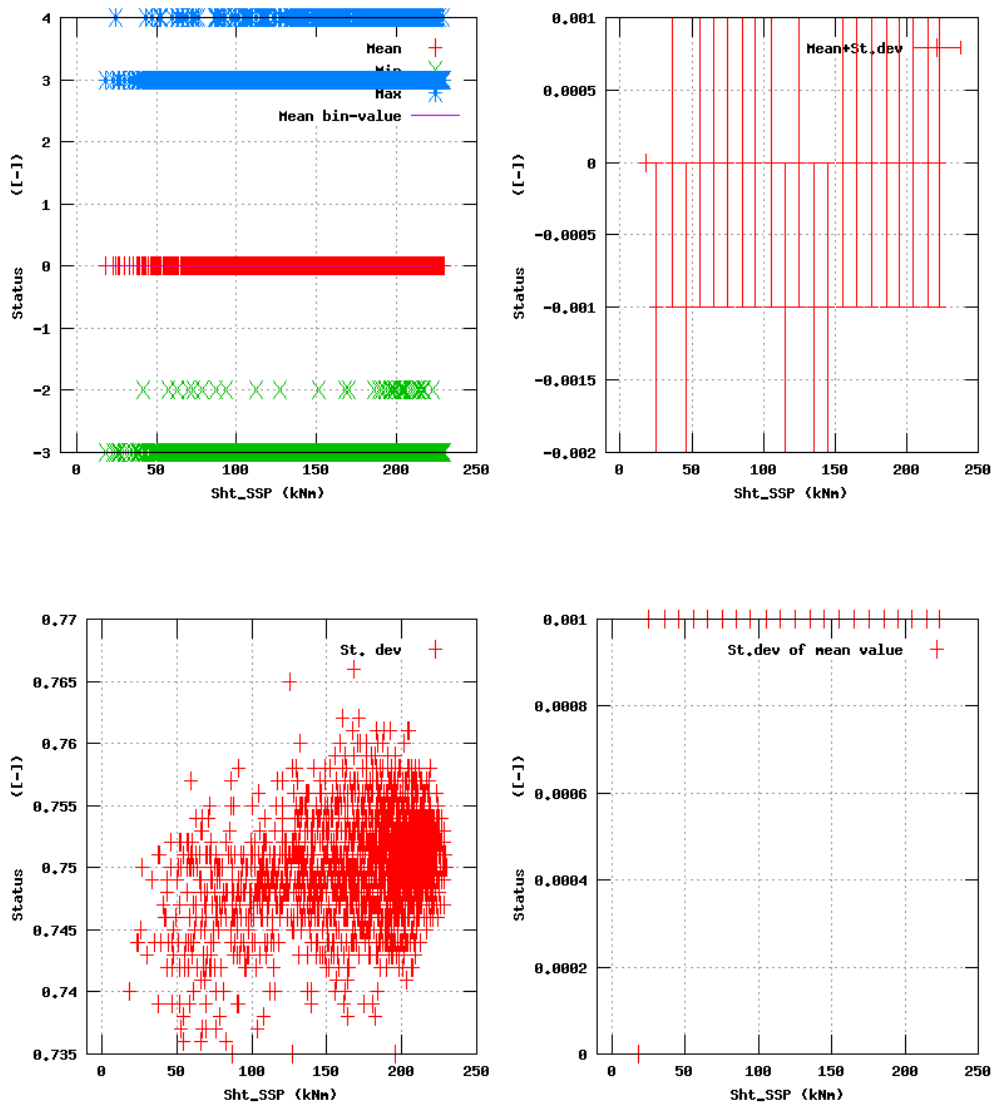 4
3
2
1
0
-1
-2
-3
Status ([-])
0 50 100 150 200 250
Sht_SSP (kNm)
Mean
Min
Max
Mean bin-value
0.001
0.0005
0
-0.0005
-0.001
-0.0015
-0.002
Status ([-])
0 50 100 150 200 250
Sht_SSP (kNm)
Mean+St.dev
0.77
0.765
0.76
0.755
0.75
0.745
0.74
0.735
Status ([-])
0 50 100 150 200 250
Sht_SSP (kNm)
St. dev
0.001
0.0008
0.0006
0.0004
0.0002
0
Status ([-])
0 50 100 150 200 250
Sht_SSP (kNm)
St.dev of mean value